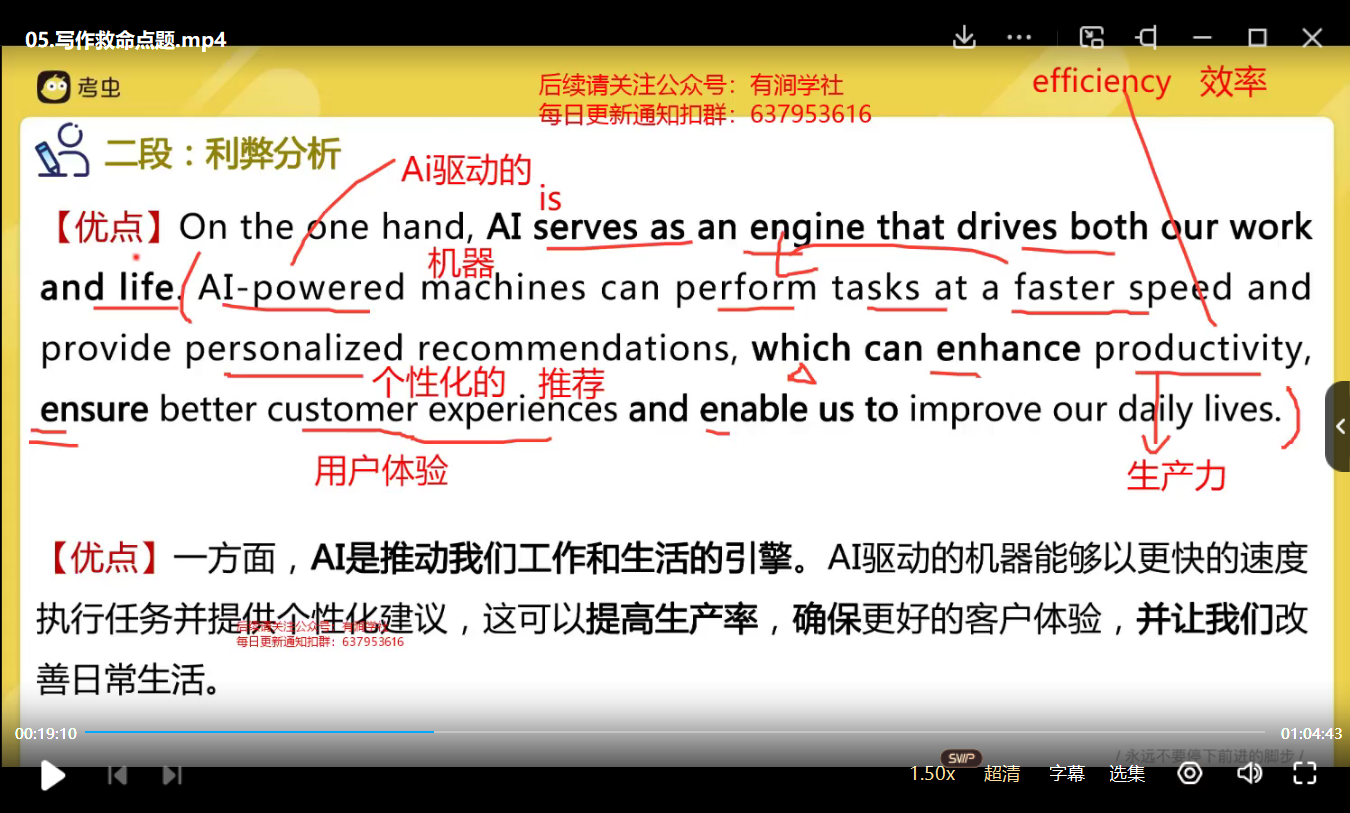 05.写作救命点题.mp4
考虫
后续请关注公众号：有涧学社
每日更新通知扣群：637953616
efficiency 效率
二段：利弊分析
Ai驱动的
is
【优点】On the one hand, AI serves as an engine that drives both our work
机器
and life. AI-powered machines can perform tasks at a faster speed and
provide personalized recommendations, which can enhance productivity,
个性化的 推荐
ensure better customer experiences and enable us to improve our daily lives.
用户体验
生产力
【优点】一方面，AI是推动我们工作和生活的引擎。AI驱动的机器能够以更快的速度
执行任务并提供个性化建议，这可以提高生产率，确保更好的客户体验，并让我们改
后续请关注公众号：有涧学社
每日更新通知扣群：637953616
善日常生活。
00:19:10
01:04:43
/ 永远不要停下前进的脚步 /
SVIP
1.50x 超清 字幕 选集